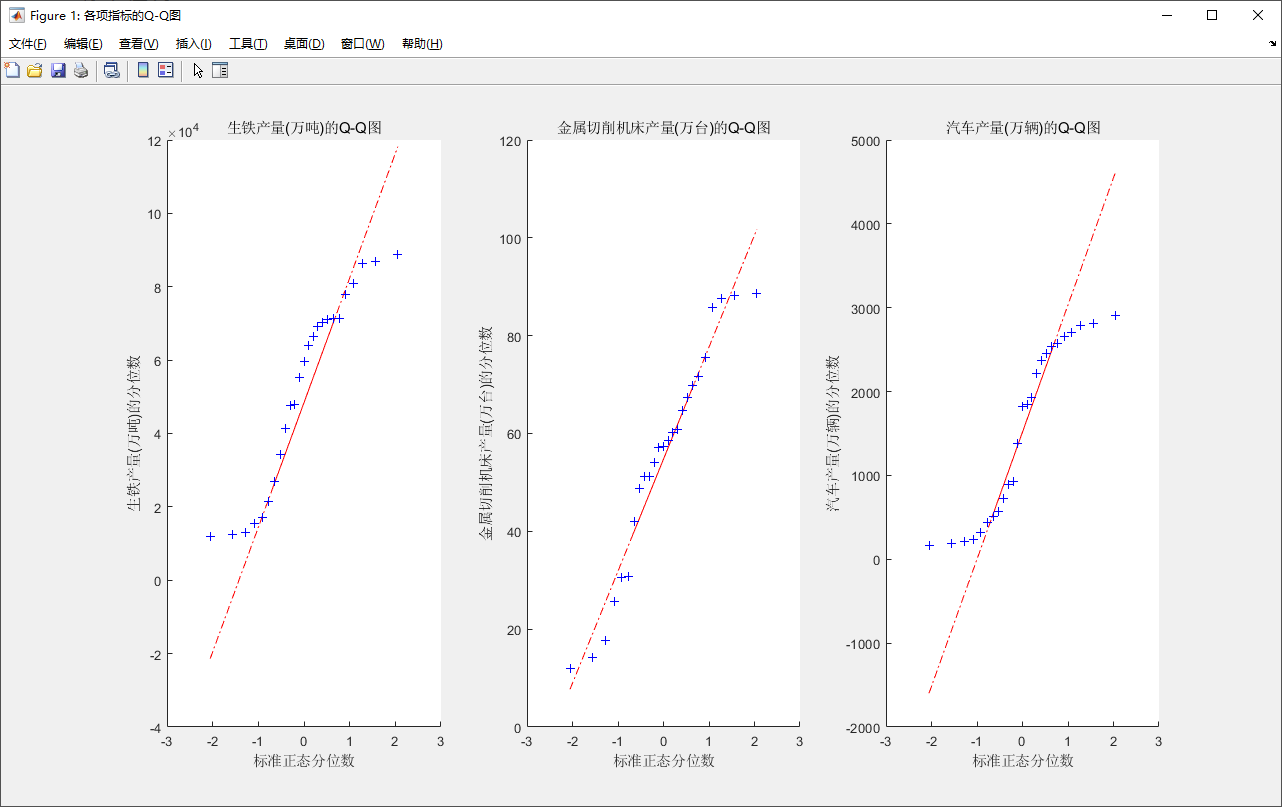 Figure 1: 各项指标的Q-Q图
文件(F) 编辑(E) 查看(V) 插入(I) 工具(T) 桌面(D) 窗口(W) 帮助(H)
生铁产量(万吨)的Q-Q图
×10^4
12
10
8
6
4
2
0
-2
-4
-3 -2 -1 0 1 2 3
标准正态分位数
生铁产量(万吨)的分位数
金属切削机床产量(万台)的Q-Q图
120
100
80
60
40
20
0
-3 -2 -1 0 1 2 3
标准正态分位数
金属切削机床产量(万台)的分位数
汽车产量(万辆)的Q-Q图
5000
4000
3000
2000
1000
0
-1000
-2000
-3 -2 -1 0 1 2 3
标准正态分位数
汽车产量(万辆)的分位数